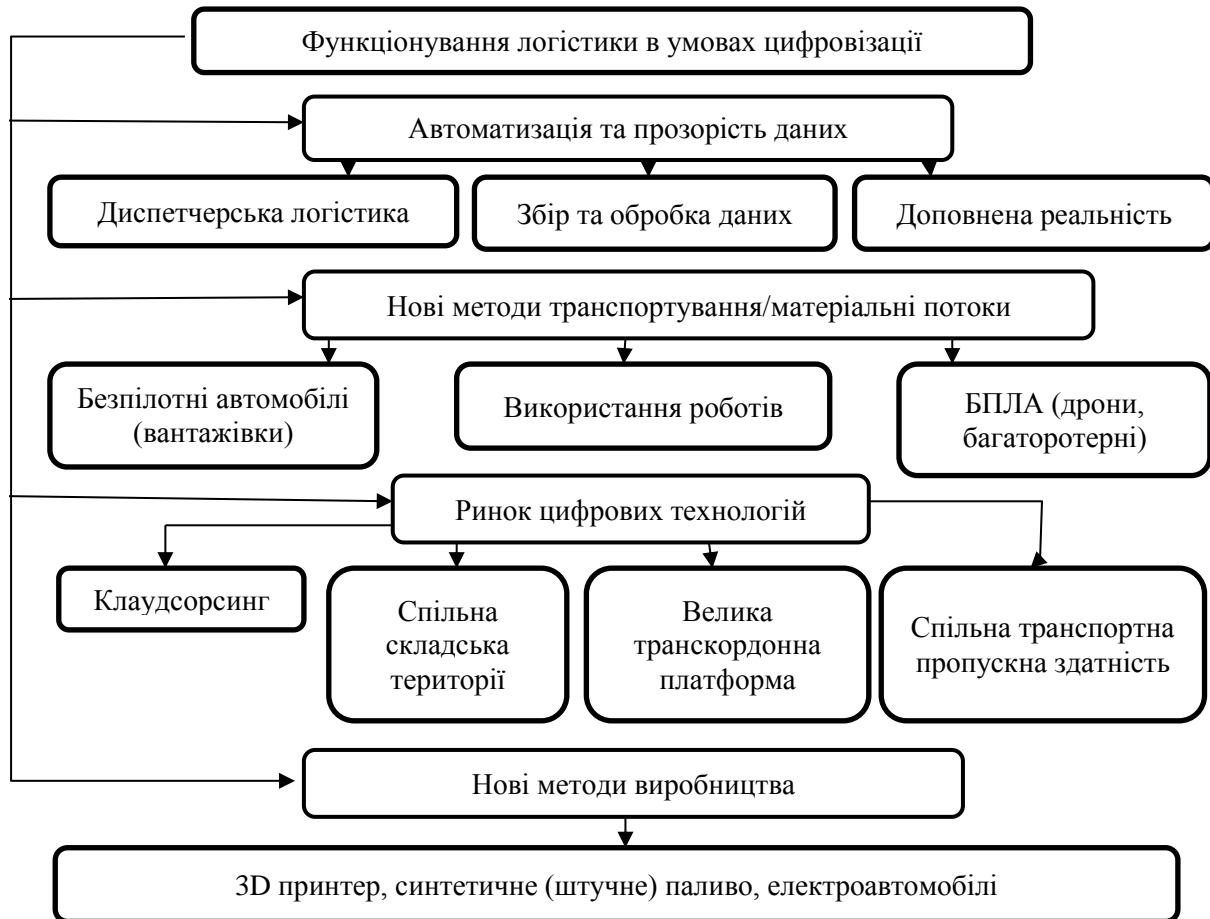 Функціонування логістики в умовах цифровізації
Автоматизація та прозорість даних
Диспетчерська логістика
Збір та обробка даних
Доповнена реальність
Нові методи транспортування/матеріальні потоки
Безпілотні автомобілі
(вантажівки)
Використання роботів
БПЛА (дрони,
багатороterні)
Ринок цифрових технологій
Клаудсорсинг
Спільна
складська
території
Велика
транскордонна
платформа
Спільна транспортна
пропускна здатність
Нові методи виробництва
3D принтер, синтетичне (штучне) паливо, електроавтомобілі